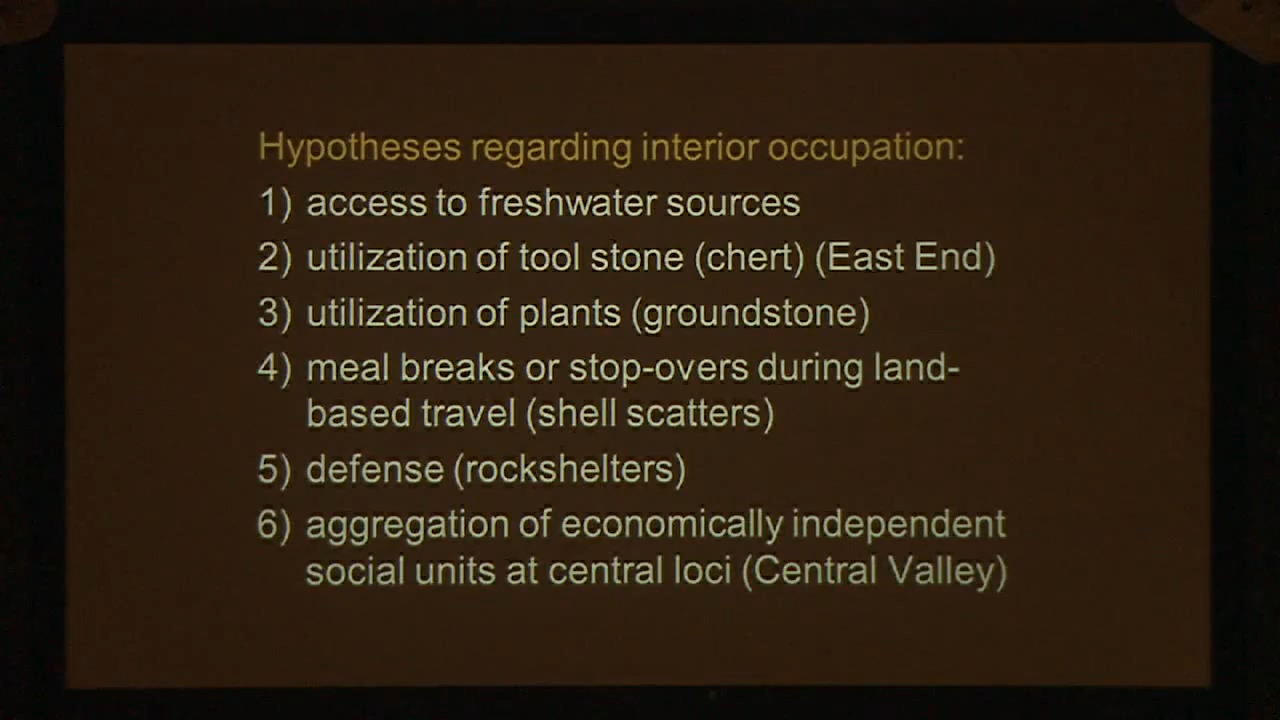 Hypotheses regarding interior occupation:
1) access to freshwater sources
2) utilization of tool stone (chert) (East End)
3) utilization of plants (groundstone)
4) meal breaks or stop-overs during land-
based travel (shell scatters)
5) defense (rockshelters)
6) aggregation of economically independent
social units at central loci (Central Valley)